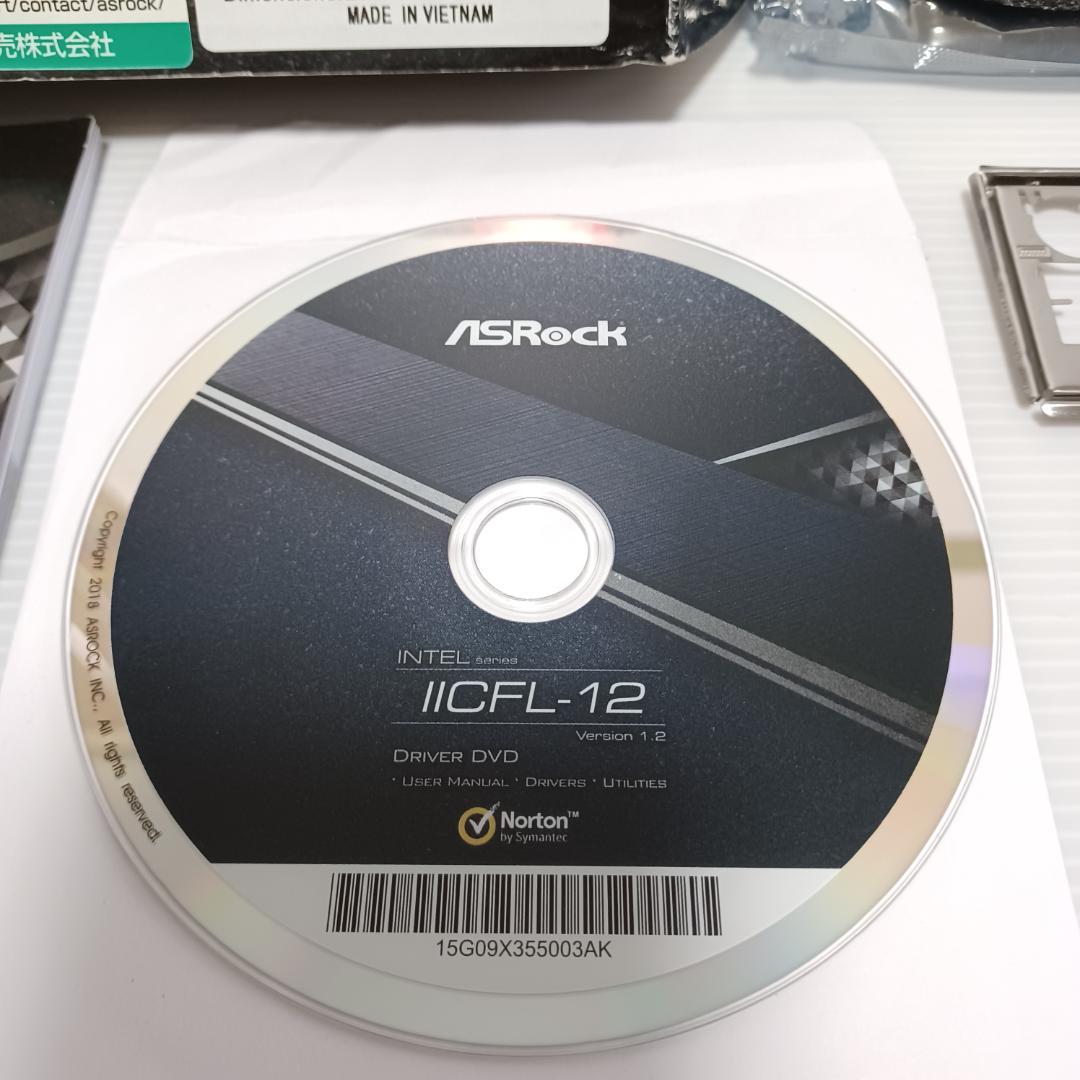 rt/contact/asrock/
売株式会社
MADE IN VIETNAM
ASRock
INTEL series
IICFL-12
Version 1.2
DRIVER DVD
* USER MANUAL * DRIVERS * UTILITIES
Norton™
by Symantec
Copyright 2018 ASROCK INC., All rights reserved!.
15G09X355003AK